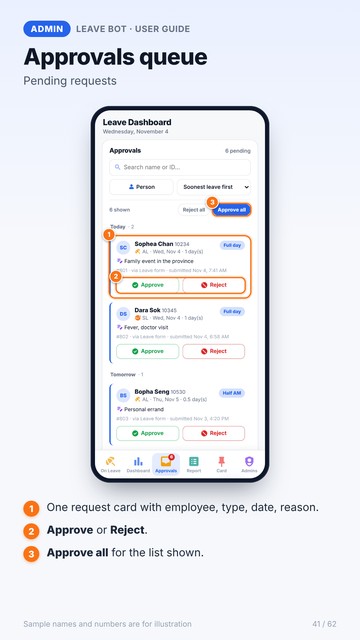 ADMIN LEAVE BOT · USER GUIDE
Approvals queue
Pending requests
Leave Dashboard
Wednesday, November 4
Approvals 6 pending
Search name or ID...
Person Soonest leave first
6 shown Reject all Approve all
3
Today · 2
1
SC Sophea Chan 10234 Full day
AL · Wed, Nov 4 · 1 day(s)
Family event in the province
#801 · via Leave form · submitted Nov 4, 7:41 AM
2
Approve Reject
DS Dara Sok 10345 Full day
SL · Wed, Nov 4 · 1 day(s)
Fever, doctor visit
#802 · via Leave form · submitted Nov 4, 6:58 AM
Approve Reject
Tomorrow · 1
BS Bopha Seng 10530 Half AM
AL · Thu, Nov 5 · 0.5 day(s)
Personal errand
#803 · via Leave form · submitted Nov 3, 4:20 PM
Approve Reject
6
On Leave Dashboard Approvals Report Card Admins
1 One request card with employee, type, date, reason.
2 Approve or Reject.
3 Approve all for the list shown.
Sample names and numbers are for illustration 41 / 62